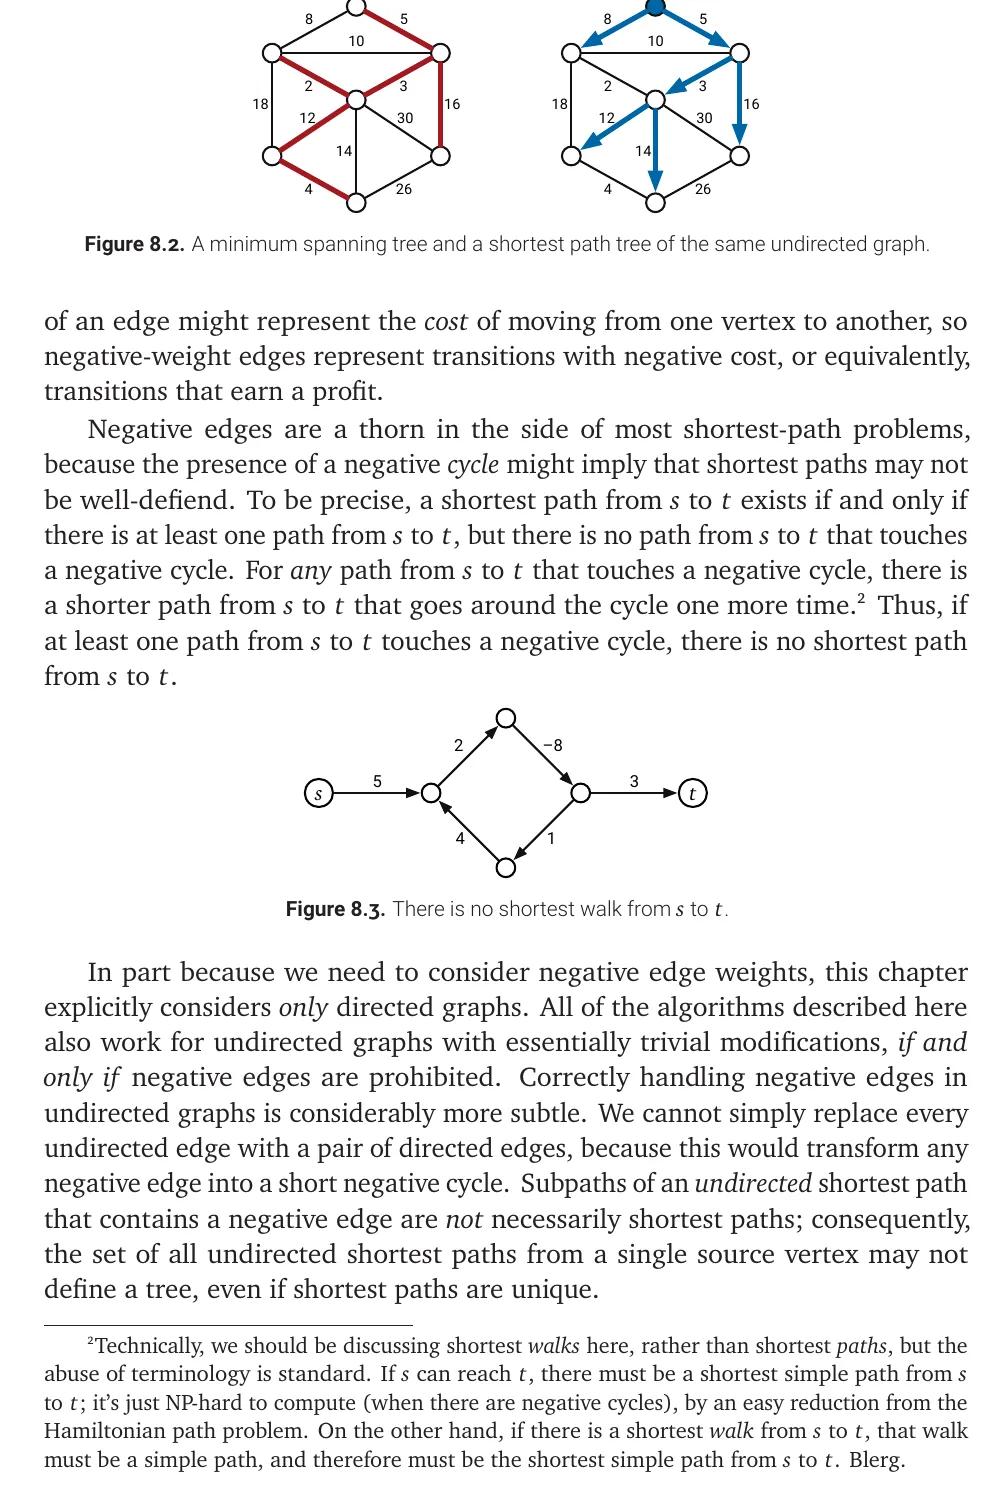 8 5 8 5
10 10
2 3 2 3
18 12 30 16 18 12 30 16
14 14
4 26 4 26
Figure 8.2. A minimum spanning tree and a shortest path tree of the same undirected graph.
of an edge might represent the cost of moving from one vertex to another, so
negative-weight edges represent transitions with negative cost, or equivalently,
transitions that earn a profit.
Negative edges are a thorn in the side of most shortest-path problems,
because the presence of a negative cycle might imply that shortest paths may not
be well-defiend. To be precise, a shortest path from s to t exists if and only if
there is at least one path from s to t, but there is no path from s to t that touches
a negative cycle. For any path from s to t that touches a negative cycle, there is
a shorter path from s to t that goes around the cycle one more time.² Thus, if
at least one path from s to t touches a negative cycle, there is no shortest path
from s to t.
2 −8
s 5 3 t
4 1
Figure 8.3. There is no shortest walk from s to t.
In part because we need to consider negative edge weights, this chapter
explicitly considers only directed graphs. All of the algorithms described here
also work for undirected graphs with essentially trivial modifications, if and
only if negative edges are prohibited. Correctly handling negative edges in
undirected graphs is considerably more subtle. We cannot simply replace every
undirected edge with a pair of directed edges, because this would transform any
negative edge into a short negative cycle. Subpaths of an undirected shortest path
that contains a negative edge are not necessarily shortest paths; consequently,
the set of all undirected shortest paths from a single source vertex may not
define a tree, even if shortest paths are unique.
²Technically, we should be discussing shortest walks here, rather than shortest paths, but the
abuse of terminology is standard. If s can reach t, there must be a shortest simple path from s
to t; it's just NP-hard to compute (when there are negative cycles), by an easy reduction from the
Hamiltonian path problem. On the other hand, if there is a shortest walk from s to t, that walk
must be a simple path, and therefore must be the shortest simple path from s to t. Blerg.